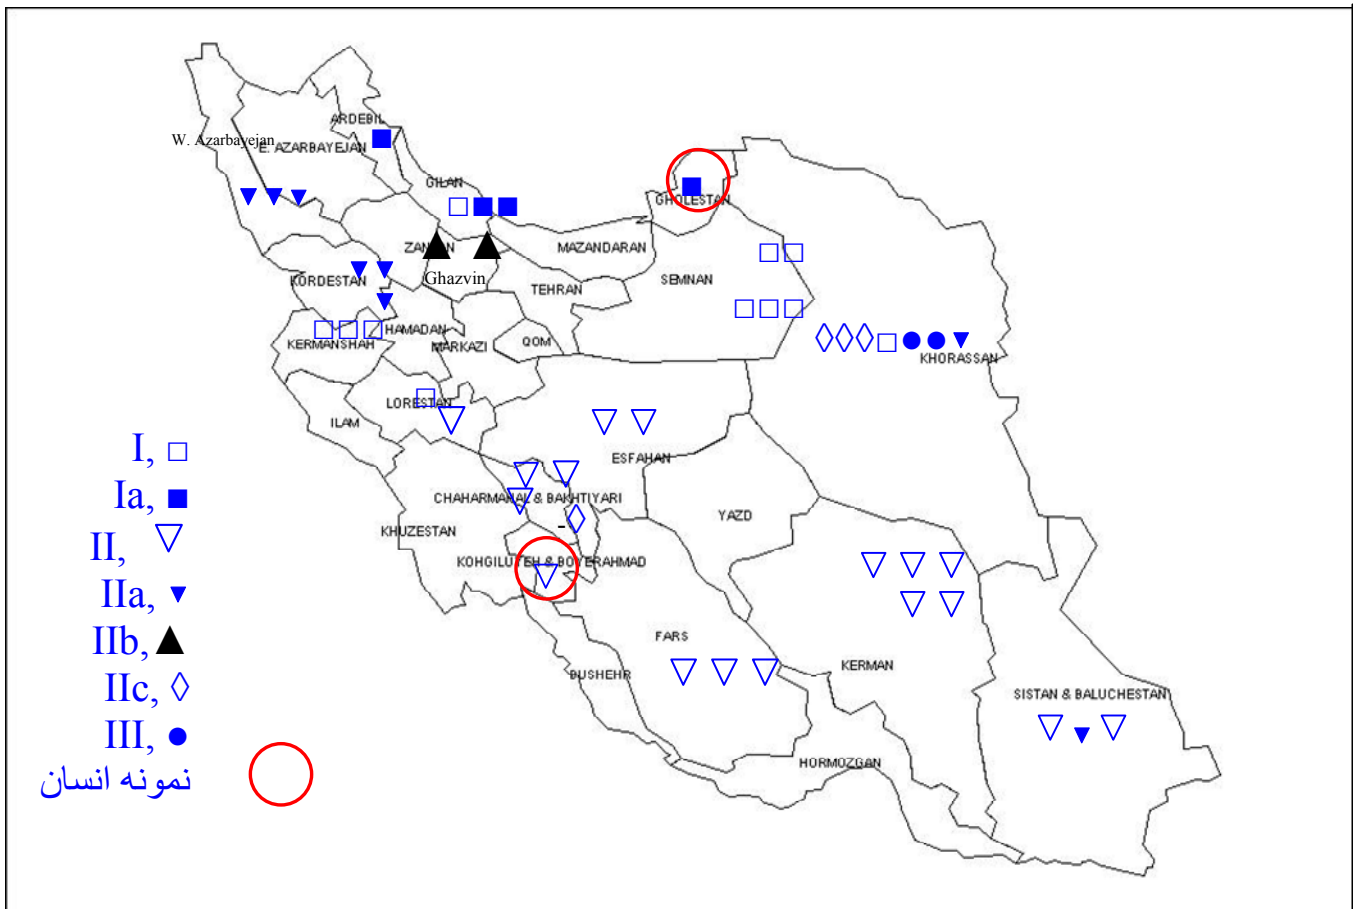 ARDEBIL
W. Azarbayejan
E. AZARBAYEJAN
GILAN
GHOLESTAN
ZANJAN
MAZANDARAN
Ghazvin
SEMNAN
KORDESTAN
TEHRAN
HAMADAN
KERMANSHAH
MARKAZI
QOM
KHORASSAN
LORESTAN
ILAM
ESFAHAN
CHAHARMAHAL & BAKHTIYARI
YAZD
KHUZESTAN
KOHGILUYEH & BOYERAHMAD
FARS
BUSHEHR
KERMAN
SISTAN & BALUCHESTAN
HORMOZGAN
I,
Ia,
II,
IIa,
IIb,
IIc,
III,
نمونه انسان